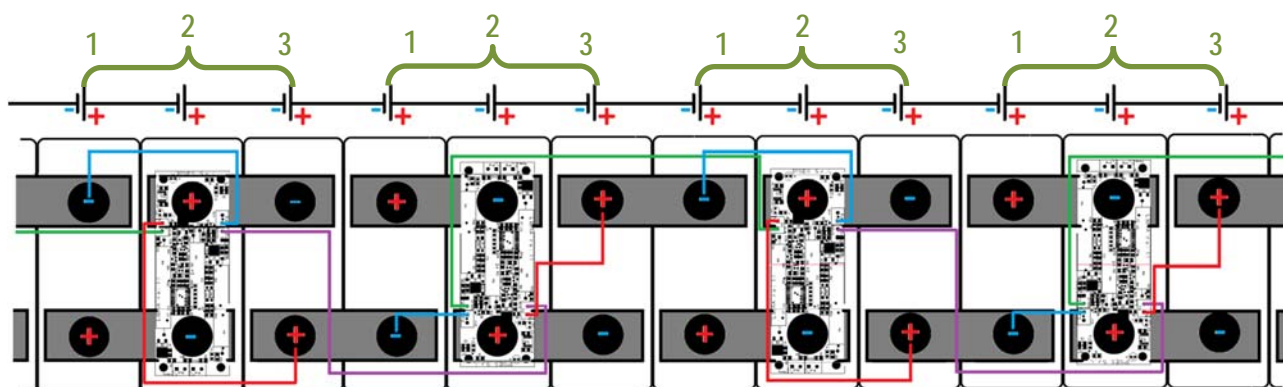 1 2 3 1 2 3 1 2 3 1 2 3
- + - + - + - + - + - + - + - + - + - + - + - +
- + - + - + - + - + - +
+ - + - + - + - + - + -